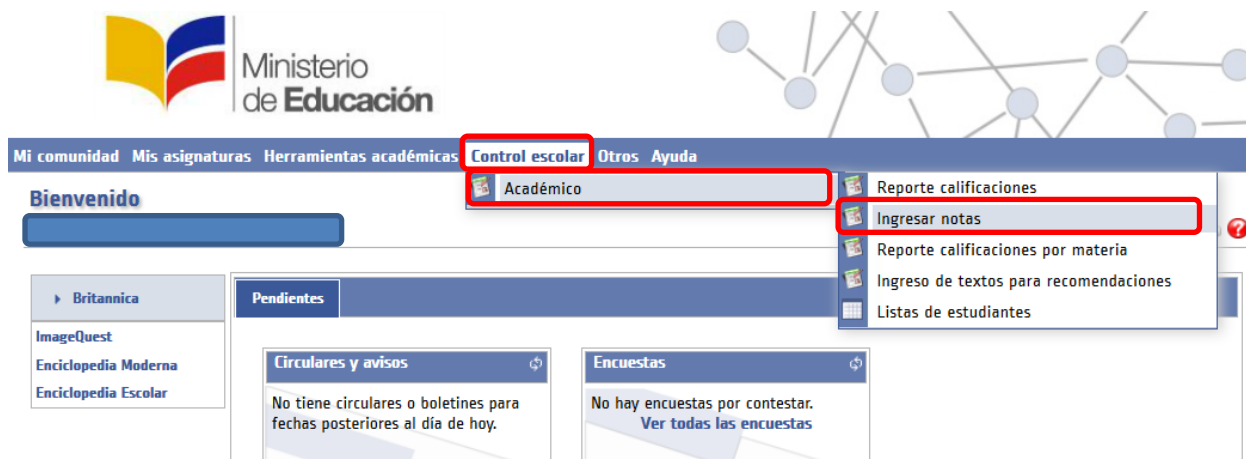 Ministerio
de Educación
Mi comunidad Mis asignaturas Herramientas académicas Control escolar Otros Ayuda
Académico
Reporte calificaciones
Ingresar notas
Reporte calificaciones por materia
Ingreso de textos para recomendaciones
Listas de estudiantes
Bienvenido
?
Britannica
ImageQuest
Enciclopedia Moderna
Enciclopedia Escolar
Pendientes
Circulares y avisos
No tiene circulares o boletines para
fechas posteriores al día de hoy.
Encuestas
No hay encuestas por contestar.
Ver todas las encuestas